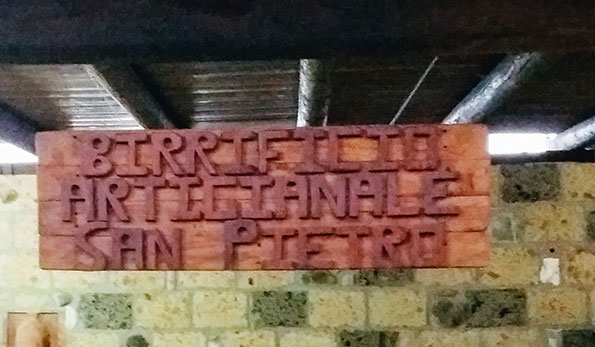 BIRRIFICIO
ARTIGIANALE
SAN PIETRO